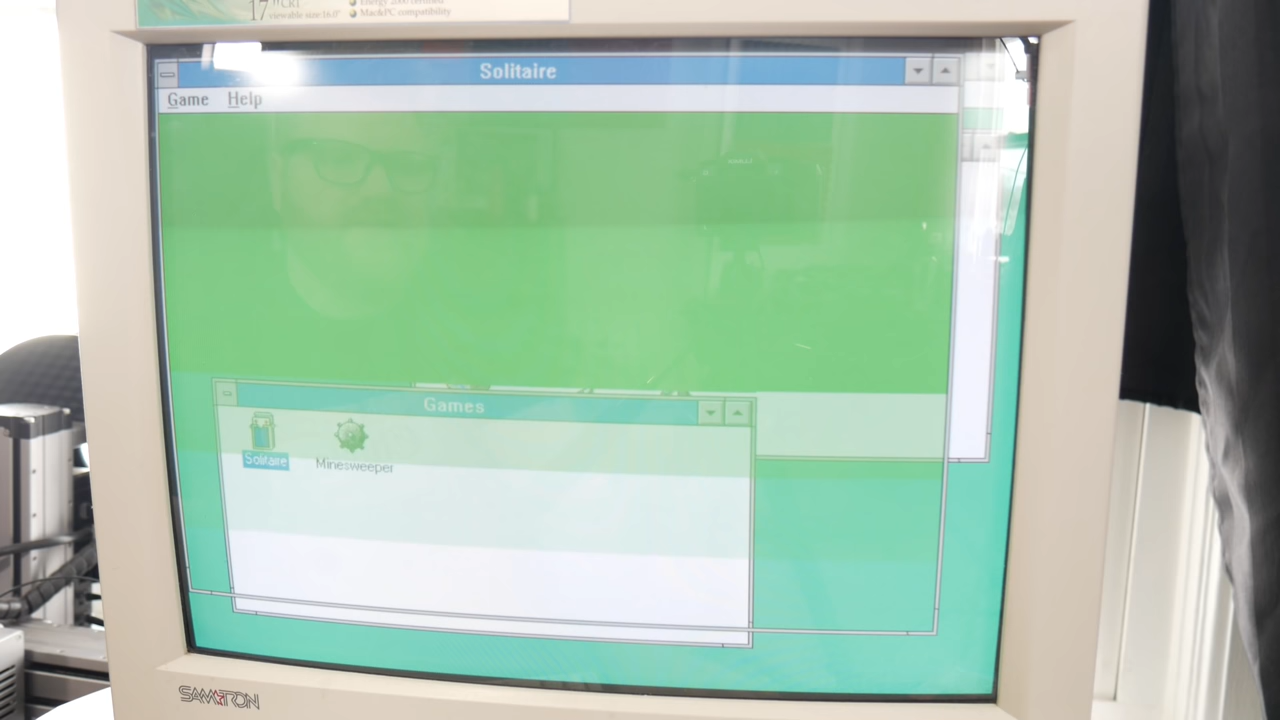 17" CRT
viewable size:16.0"
Energy 2000 certified
Mac&PC compatibility
Solitaire
Game Help
Games
Solitaire
Minesweeper
SAMTRON